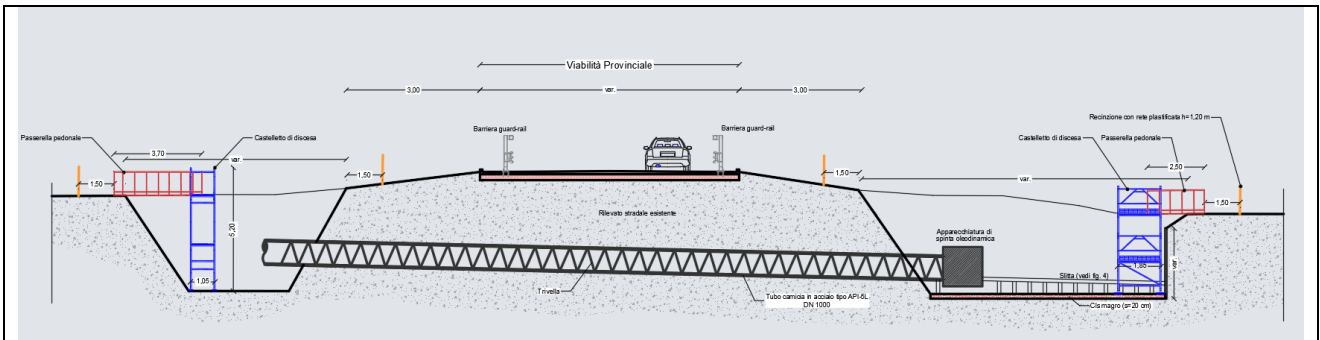 Viabilità Provinciale
3,00
var.
3,00
Recinzione con rete plastificata h=1,20 m
Passerella pedonale
Castelletto di discesa
Barriera guard-rail
Barriera guard-rail
Castelletto di discesa
Passerella pedonale
3,70
var.
2,50
1,50
1,50
1,50
var.
1,50
Rilevato stradale esistente
5,20
Apparecchiatura di
spinta oleodinamica
1,05
Trivella
Tubo camicia in acciaio tipo API-5L
DN 1000
Slitta (vedi fig. 4)
1,85
var.
Cls magro (s=20 cm)